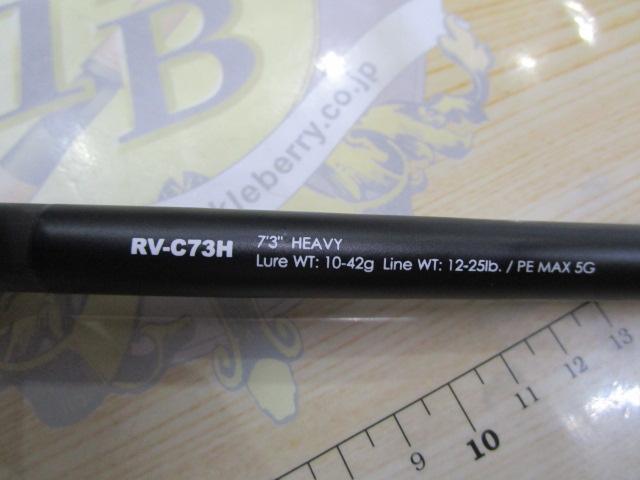 TB
kleberry.co.jp
RV-C73H
7'3" HEAVY
Lure WT: 10-42g Line WT: 12-25lb. / PE MAX 5G
9 10 11 12 13